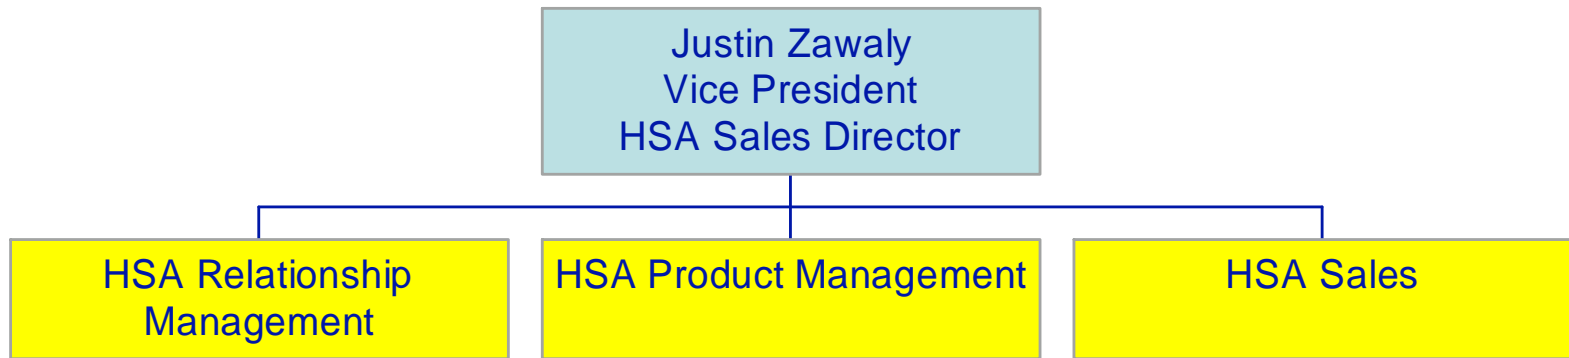 Justin Zawaly
Vice President
HSA Sales Director
HSA Relationship
Management
HSA Product Management
HSA Sales